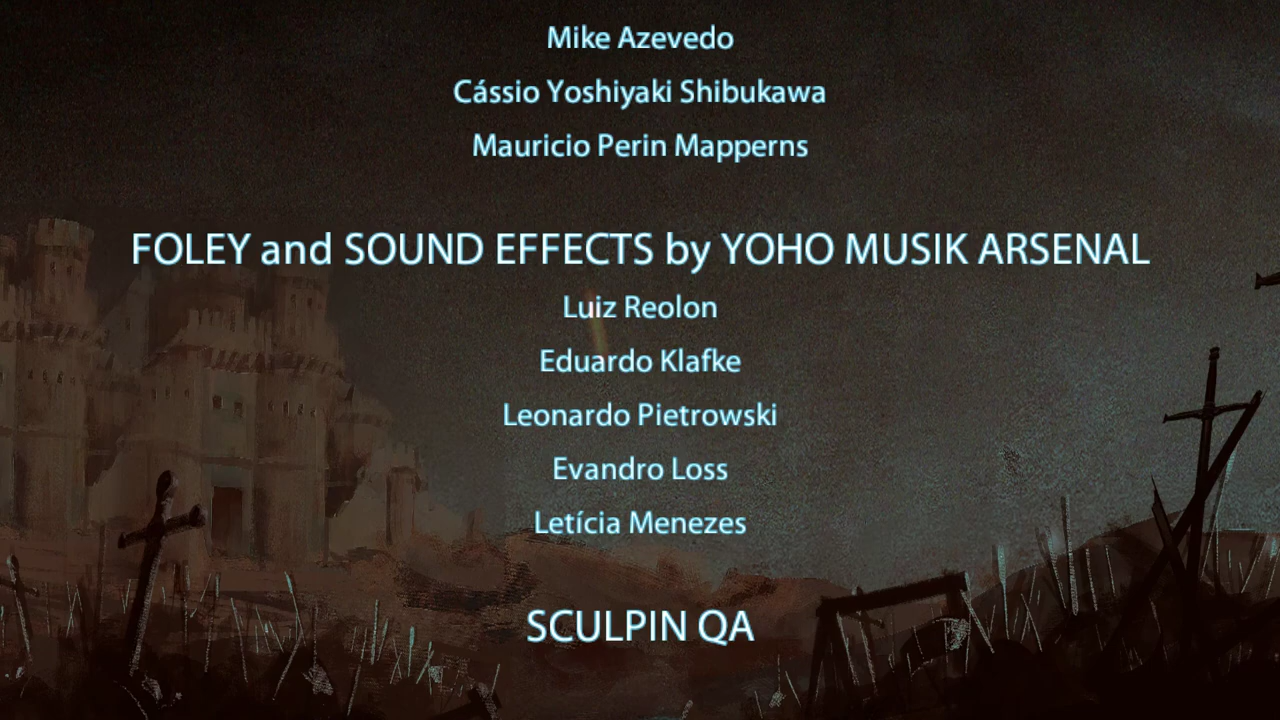 Mike Azevedo
Cássio Yoshiyaki Shibukawa
Mauricio Perin Mapperns
FOLEY and SOUND EFFECTS by YOHO MUSIK ARSENAL
Luiz Reolon
Eduardo Klafke
Leonardo Pietrowski
Evandro Loss
Letícia Menezes
SCULPIN QA